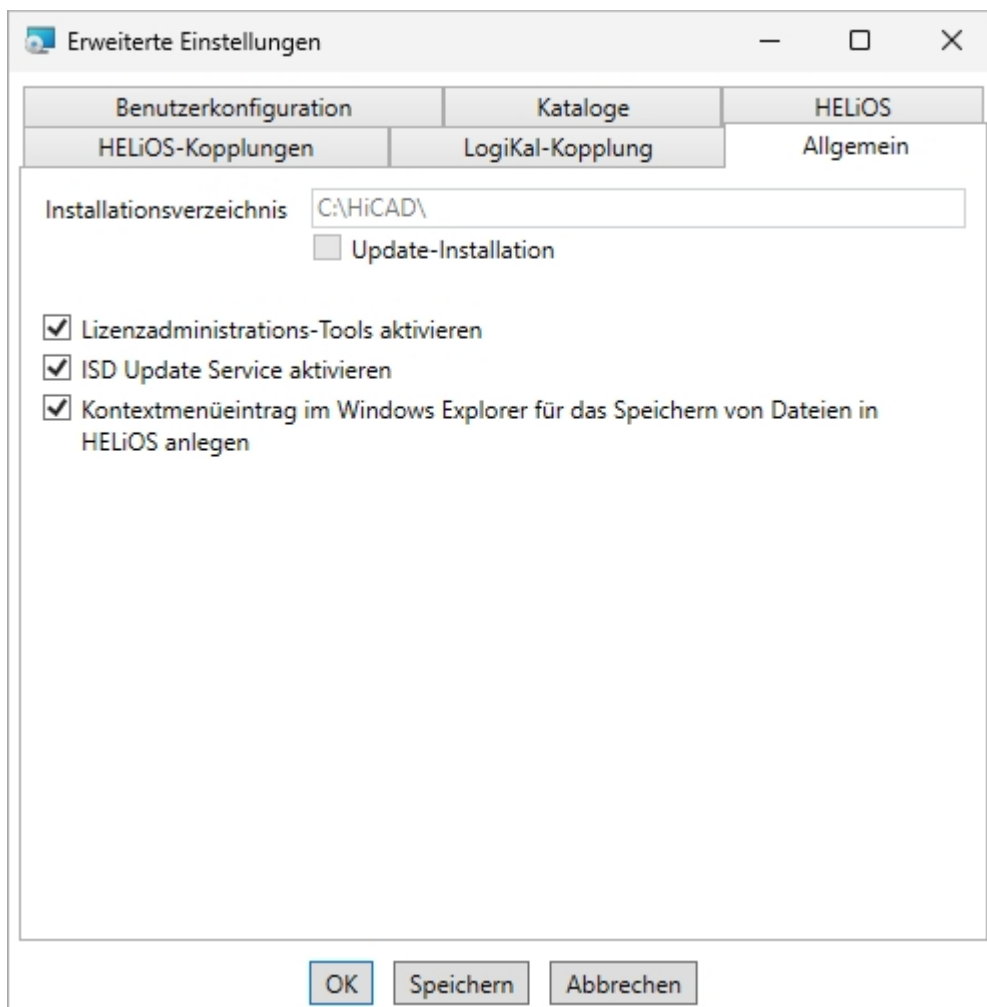 Erweiterte Einstellungen
Benutzerkonfiguration
Kataloge
HELiOS
HELiOS-Kopplungen
LogiKal-Kopplung
Allgemein
Installationsverzeichnis
C:\HiCAD\
Update-Installation
Lizenzadministrations-Tools aktivieren
ISD Update Service aktivieren
Kontextmenüeintrag im Windows Explorer für das Speichern von Dateien in
HELiOS anlegen
OK
Speichern
Abbrechen